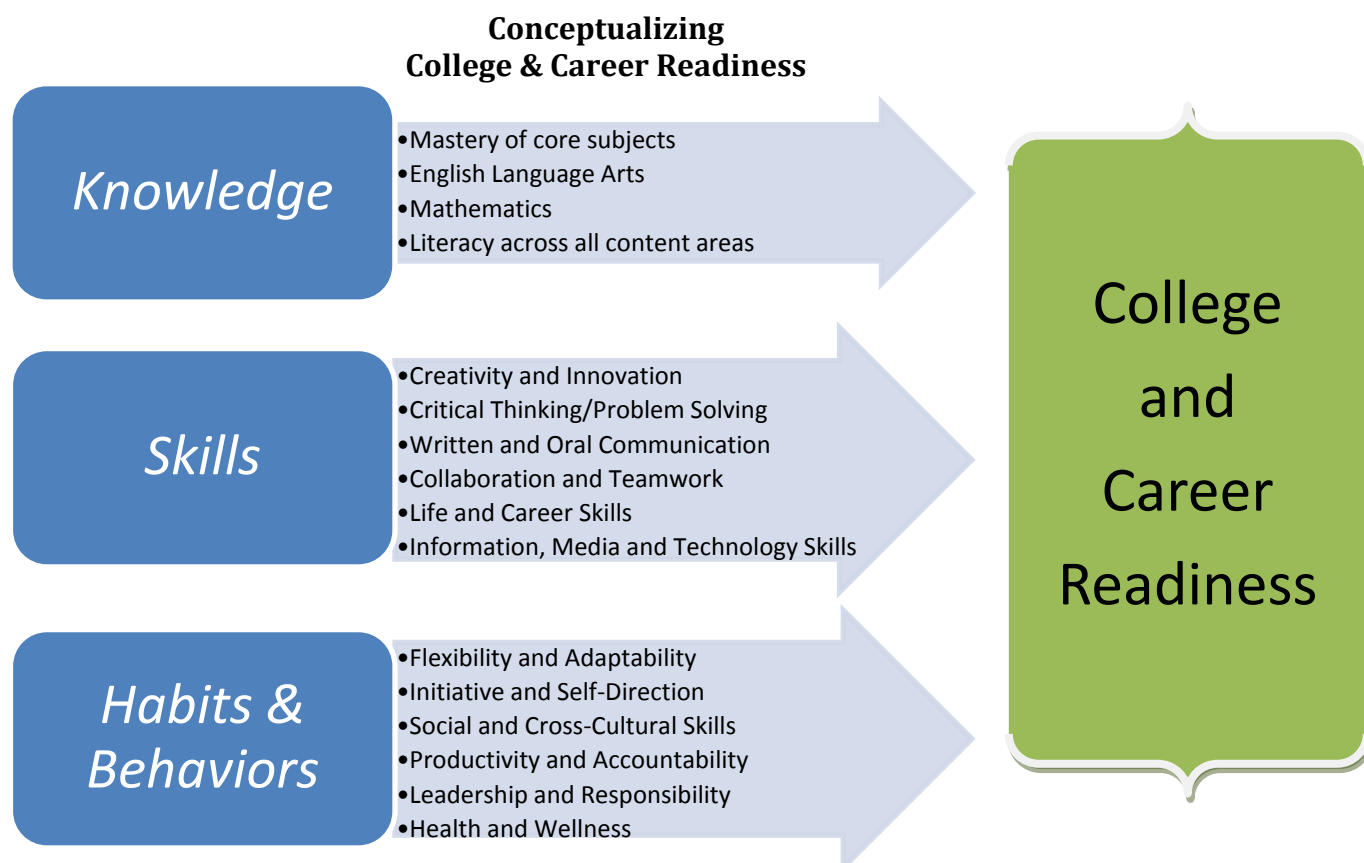 Conceptualizing
College & Career Readiness
Knowledge
•Mastery of core subjects
•English Language Arts
•Mathematics
•Literacy across all content areas
Skills
•Creativity and Innovation
•Critical Thinking/Problem Solving
•Written and Oral Communication
•Collaboration and Teamwork
•Life and Career Skills
•Information, Media and Technology Skills
Habits &
Behaviors
•Flexibility and Adaptability
•Initiative and Self-Direction
•Social and Cross-Cultural Skills
•Productivity and Accountability
•Leadership and Responsibility
•Health and Wellness
College
and
Career
Readiness